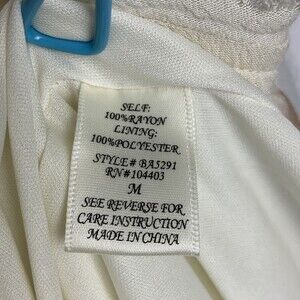 SELF:
100%RAYON
LINING:
100%POLYESTER
STYLE# BA5291
RN#104403
M
SEE REVERSE FOR
CARE INSTRUCTION
MADE IN CHINA